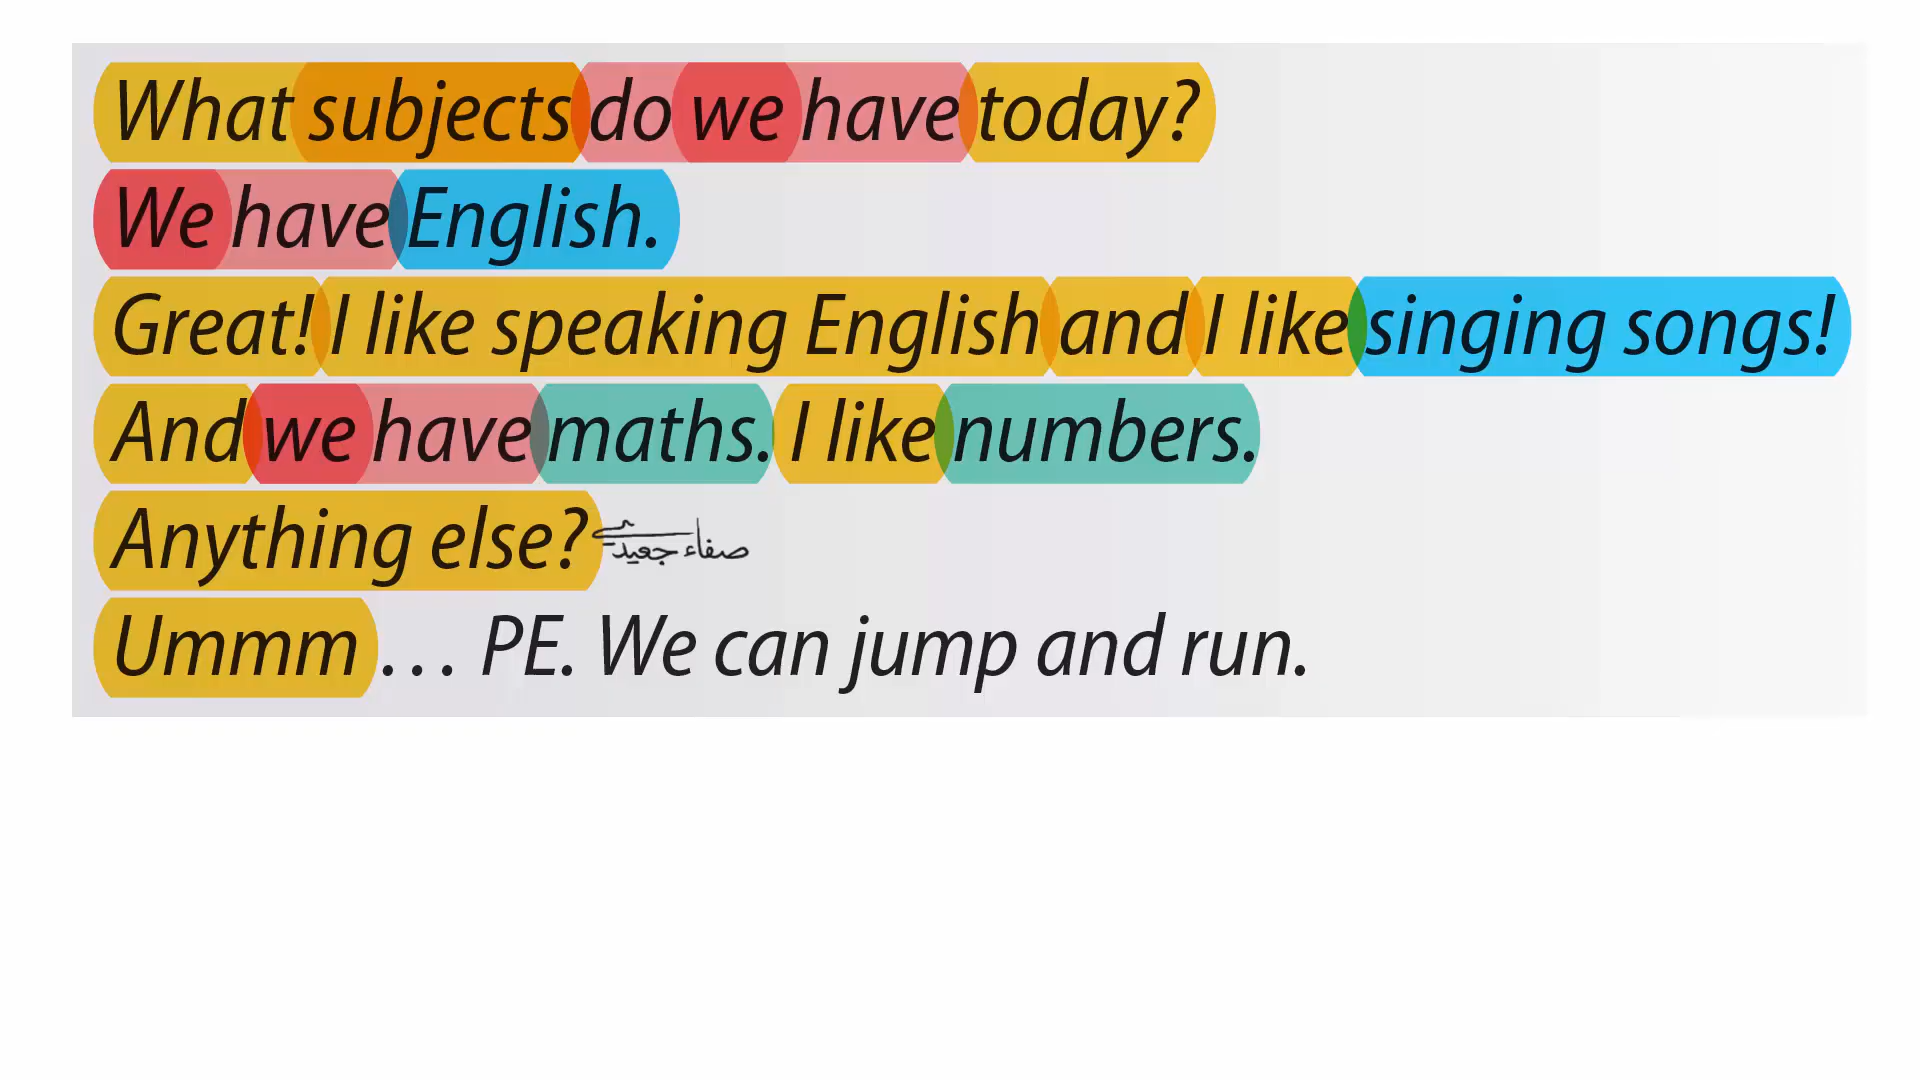 What subjects do we have today?
We have English.
Great! I like speaking English and I like singing songs!
And we have maths. I like numbers.
Anything else? صفاء جعيدي
Ummm ... PE. We can jump and run.